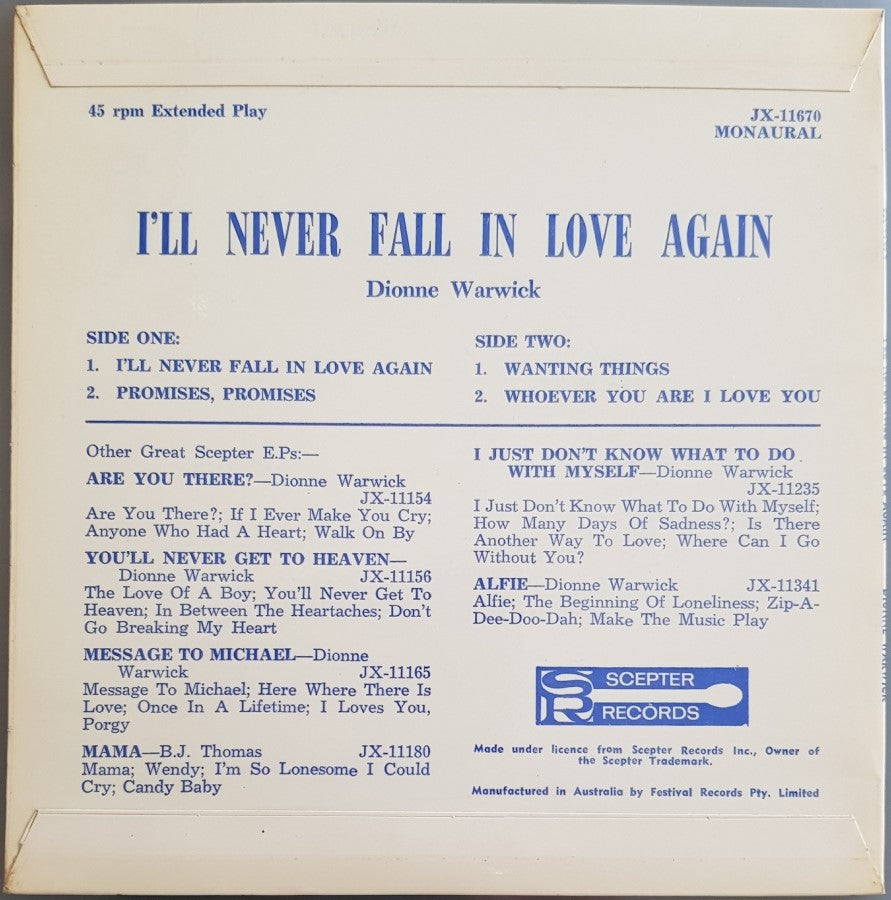 45 rpm Extended Play
JX-11670
MONAURAL
I'LL NEVER FALL IN LOVE AGAIN
Dionne Warwick
SIDE ONE:
1. I'LL NEVER FALL IN LOVE AGAIN
2. PROMISES, PROMISES
SIDE TWO:
1. WANTING THINGS
2. WHOEVER YOU ARE I LOVE YOU
Other Great Scepter E.Ps:—
ARE YOU THERE?—Dionne Warwick
JX-11154
Are You There?; If I Ever Make You Cry;
Anyone Who Had A Heart; Walk On By
YOU'LL NEVER GET TO HEAVEN—
Dionne Warwick JX-11156
The Love Of A Boy; You'll Never Get To
Heaven; In Between The Heartaches; Don't
Go Breaking My Heart
MESSAGE TO MICHAEL—Dionne
Warwick JX-11165
Message To Michael; Here Where There Is
Love; Once In A Lifetime; I Loves You,
Porgy
MAMA—B.J. Thomas JX-11180
Mama; Wendy; I'm So Lonesome I Could
Cry; Candy Baby
I JUST DON'T KNOW WHAT TO DO
WITH MYSELF—Dionne Warwick
JX-11235
I Just Don't Know What To Do With Myself;
How Many Days Of Sadness?; Is There
Another Way To Love; Where Can I Go
Without You?
ALFIE—Dionne Warwick JX-11341
Alfie; The Beginning Of Loneliness; Zip-A-
Dee-Doo-Dah; Make The Music Play
SR SCEPTER
RECORDS
Made under licence from Scepter Records Inc., Owner of
the Scepter Trademark.
Manufactured in Australia by Festival Records Pty. Limited